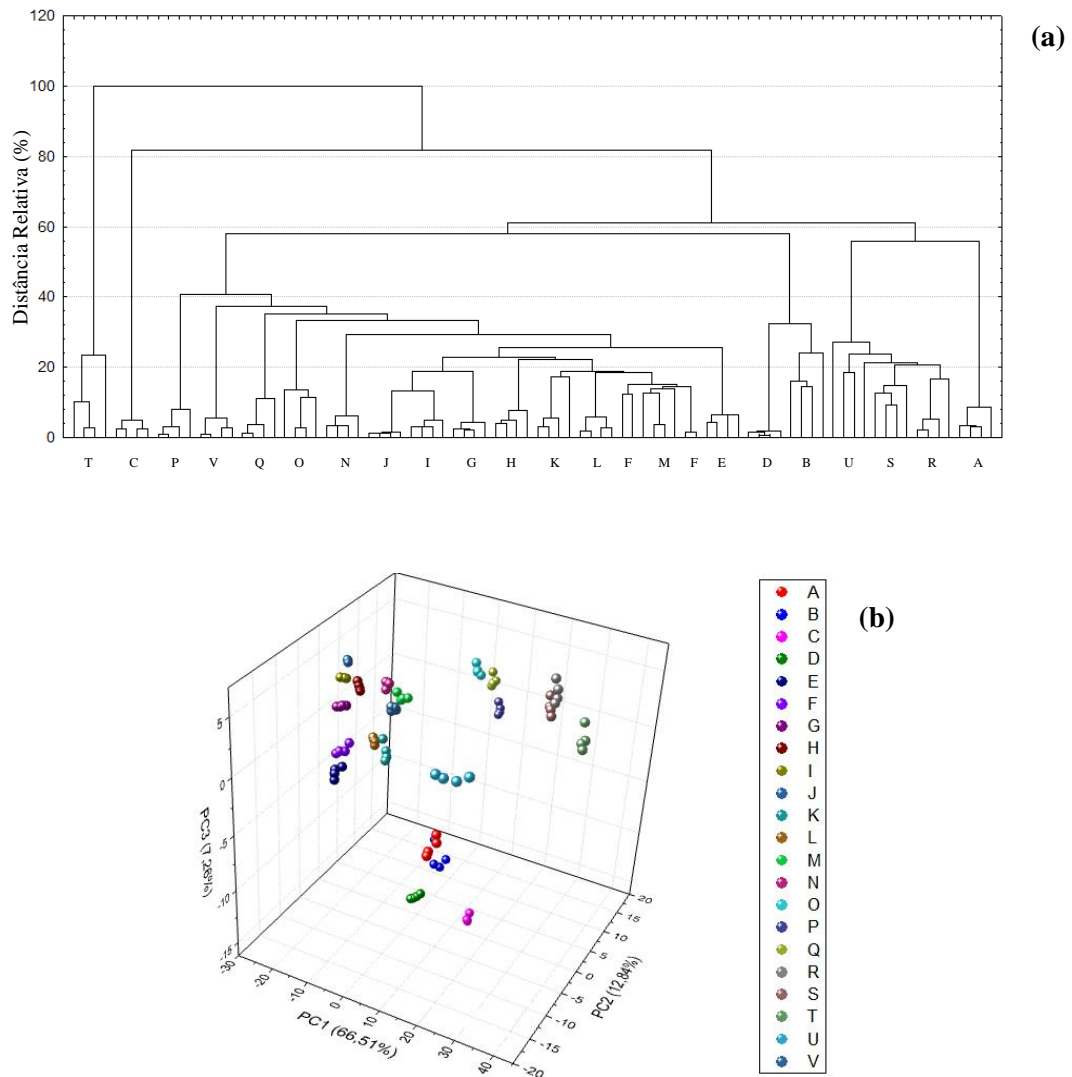 (a)
Distância Relativa (%)
120
100
80
60
40
20
0
T C P V Q O N J I G H K L F M F E D B U S R A
(b)
A
B
C
D
E
F
G
H
I
J
K
L
M
N
O
P
Q
R
S
T
U
V
5
0
-5
-10
-15
PC3 (7,28%)
-30
-20
-10
0
10
20
30
40
PC1 (66,51%)
20
15
10
5
0
-5
-10
-15
-20
PC2 (12,84%)